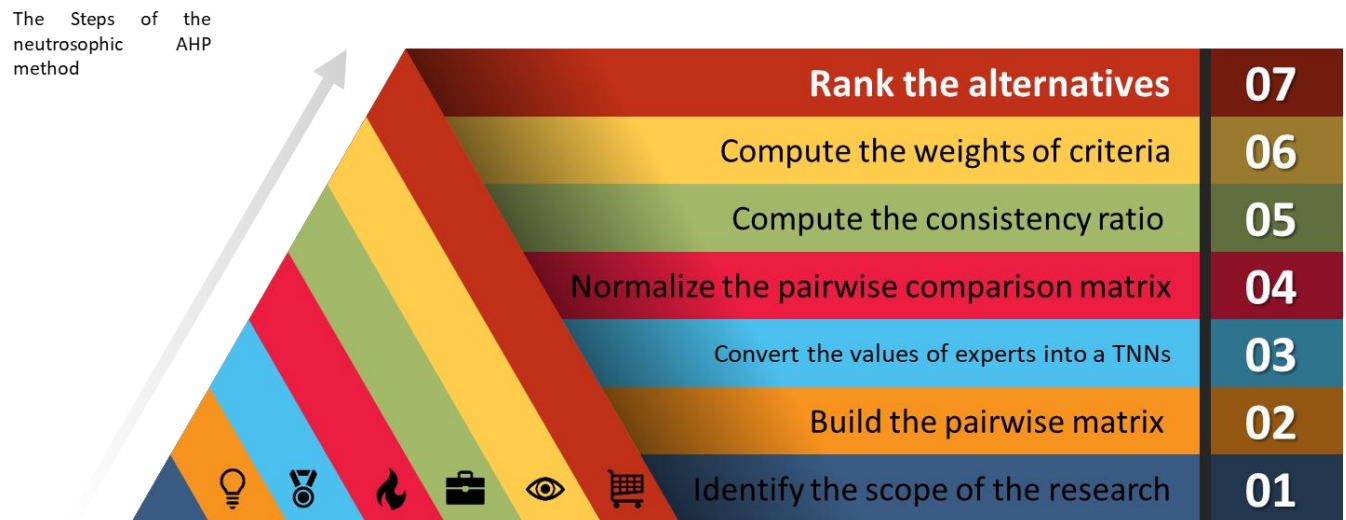 The Steps of the
neutrosophic AHP
method
Rank the alternatives 07
Compute the weights of criteria 06
Compute the consistency ratio 05
Normalize the pairwise comparison matrix 04
Convert the values of experts into a TNNs 03
Build the pairwise matrix 02
Identify the scope of the research 01